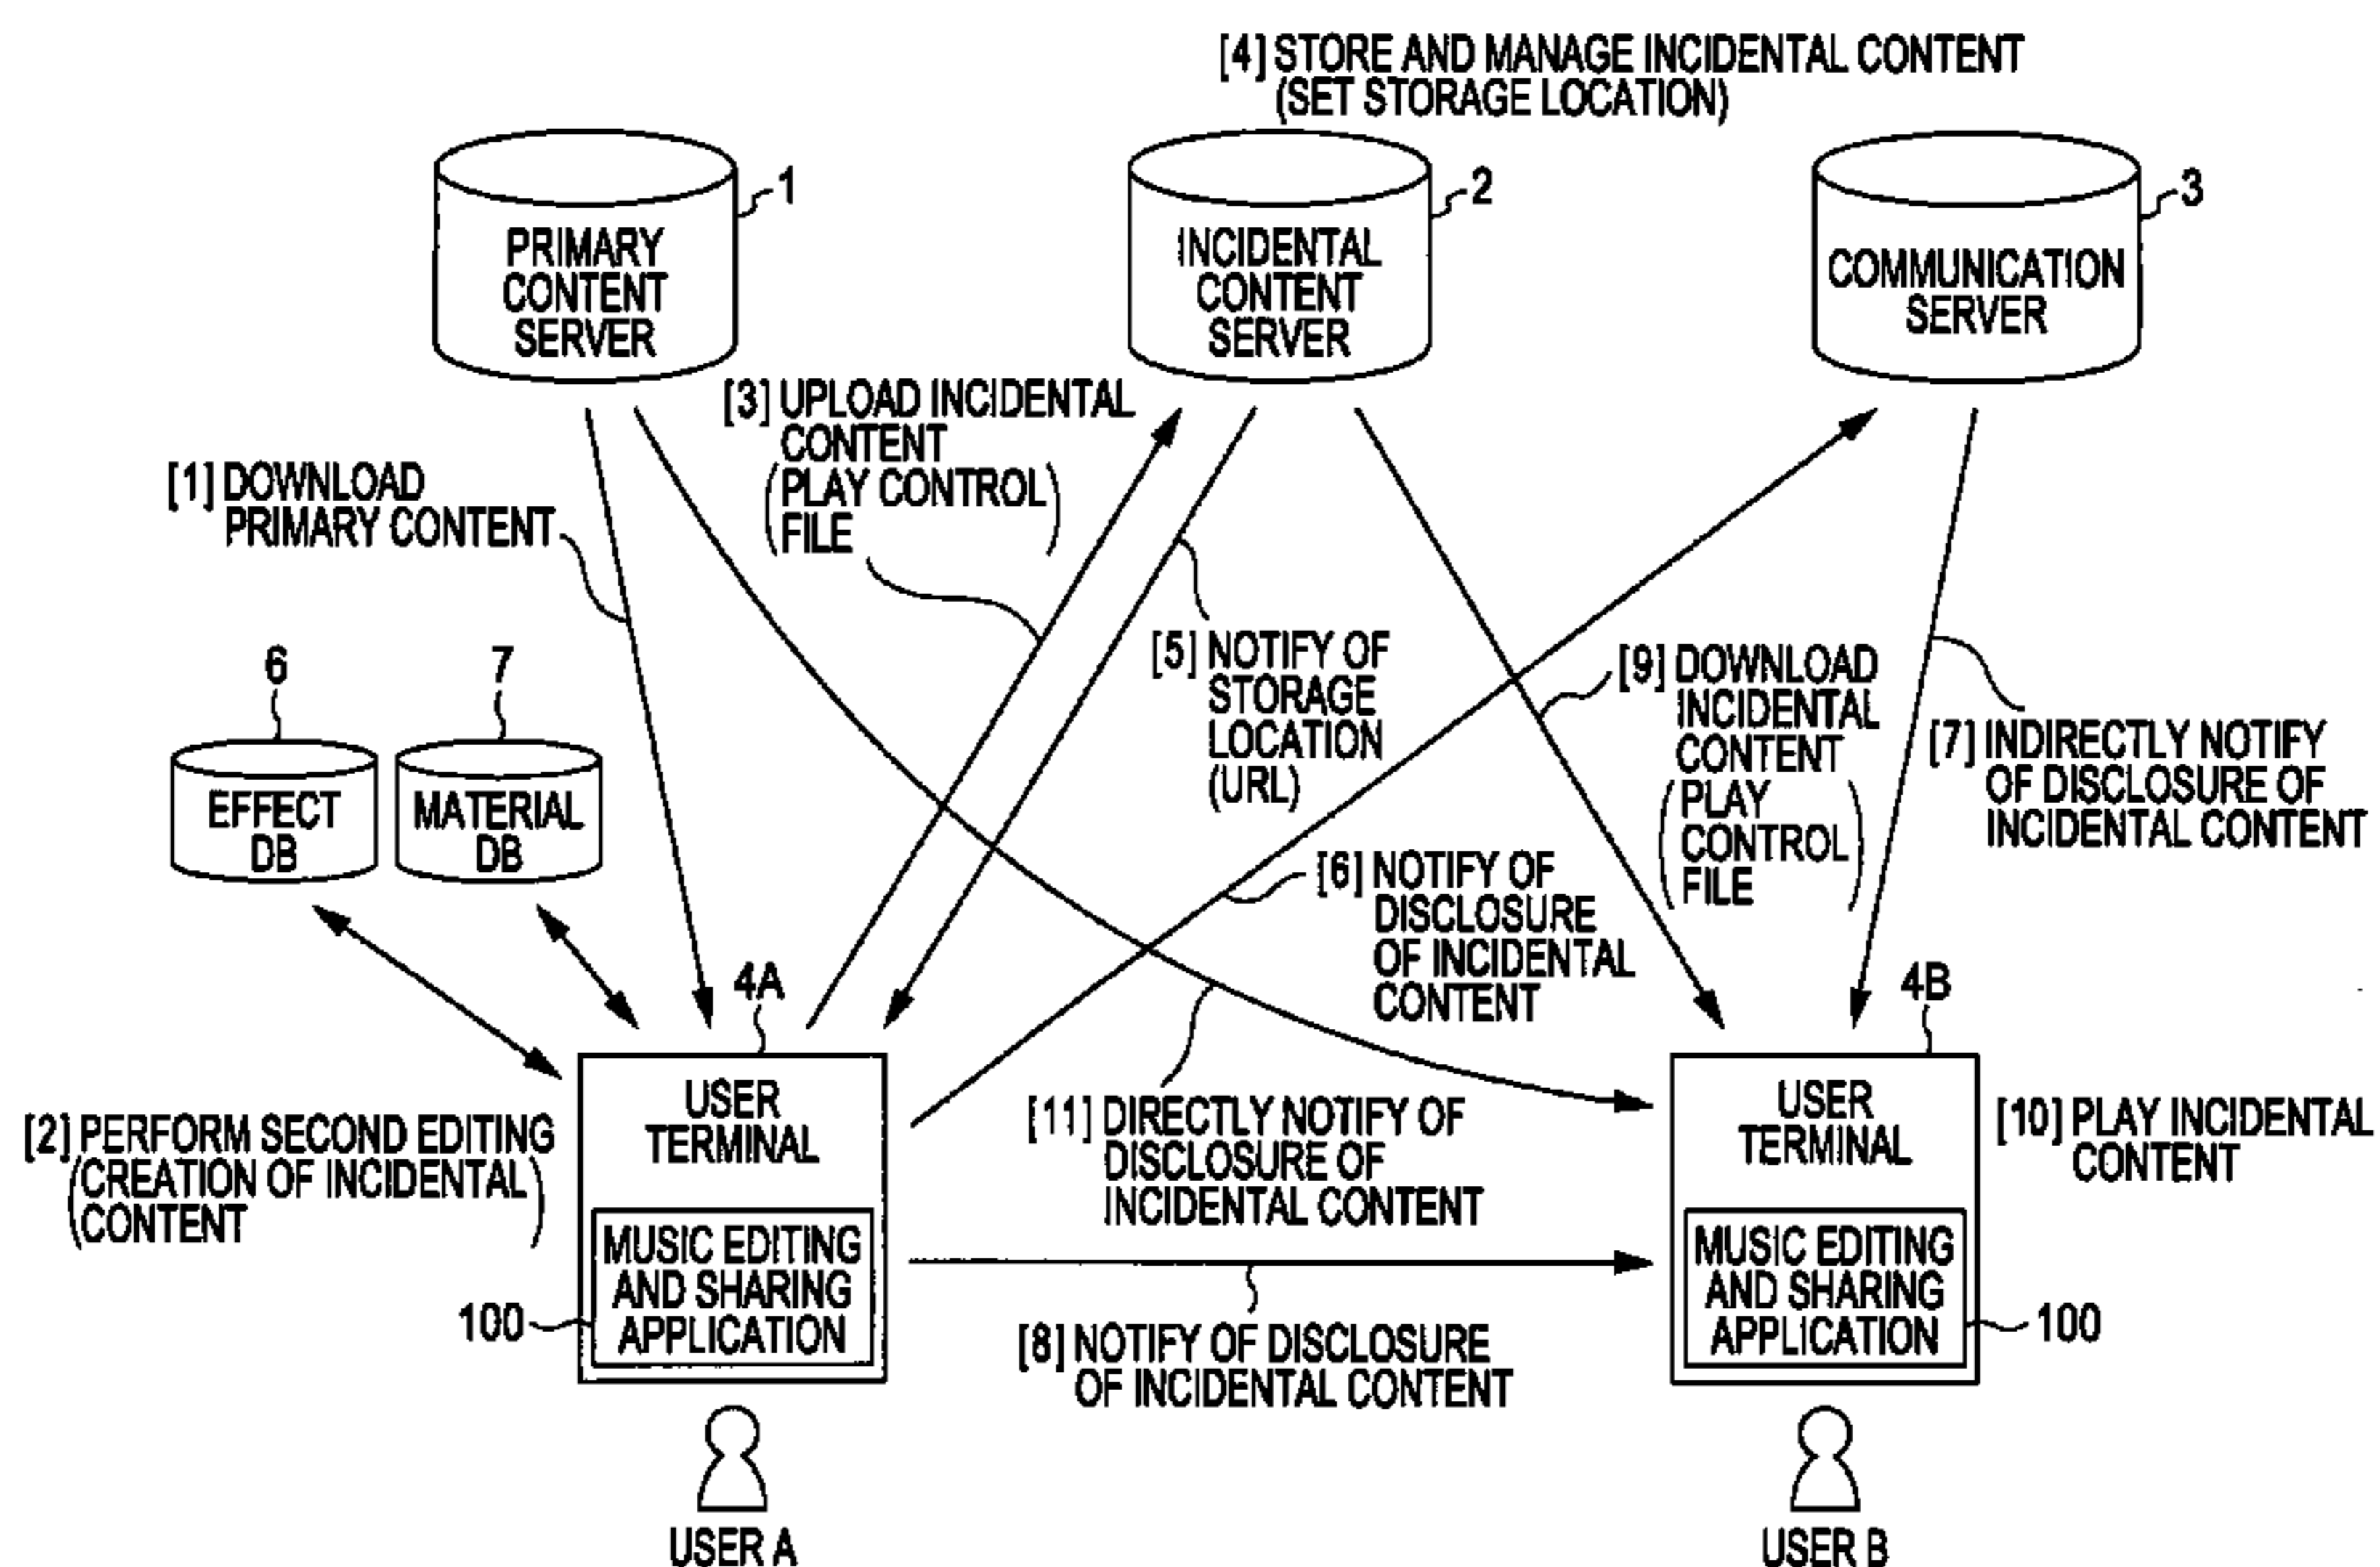 [4] STORE AND MANAGE INCIDENTAL CONTENT
(SET STORAGE LOCATION)
1
PRIMARY
CONTENT
SERVER
2
INCIDENTAL
CONTENT
SERVER
3
COMMUNICATION
SERVER
[3] UPLOAD INCIDENTAL
CONTENT
(PLAY CONTROL
FILE)
[1] DOWNLOAD
PRIMARY CONTENT
[5] NOTIFY OF
STORAGE
LOCATION
(URL)
[9] DOWNLOAD
INCIDENTAL
CONTENT
(PLAY
CONTROL
FILE)
[7] INDIRECTLY NOTIFY
OF DISCLOSURE OF
INCIDENTAL CONTENT
6
EFFECT
DB
7
MATERIAL
DB
[6] NOTIFY OF
DISCLOSURE
OF INCIDENTAL
CONTENT
4A
4B
[2] PERFORM SECOND EDITING
(CREATION OF INCIDENTAL
CONTENT)
USER
TERMINAL
MUSIC EDITING
AND SHARING
APPLICATION
100
[11] DIRECTLY NOTIFY OF
DISCLOSURE OF
INCIDENTAL CONTENT
[8] NOTIFY OF DISCLOSURE
OF INCIDENTAL CONTENT
USER
TERMINAL
MUSIC EDITING
AND SHARING
APPLICATION
100
[10] PLAY INCIDENTAL
CONTENT
USER A
USER B